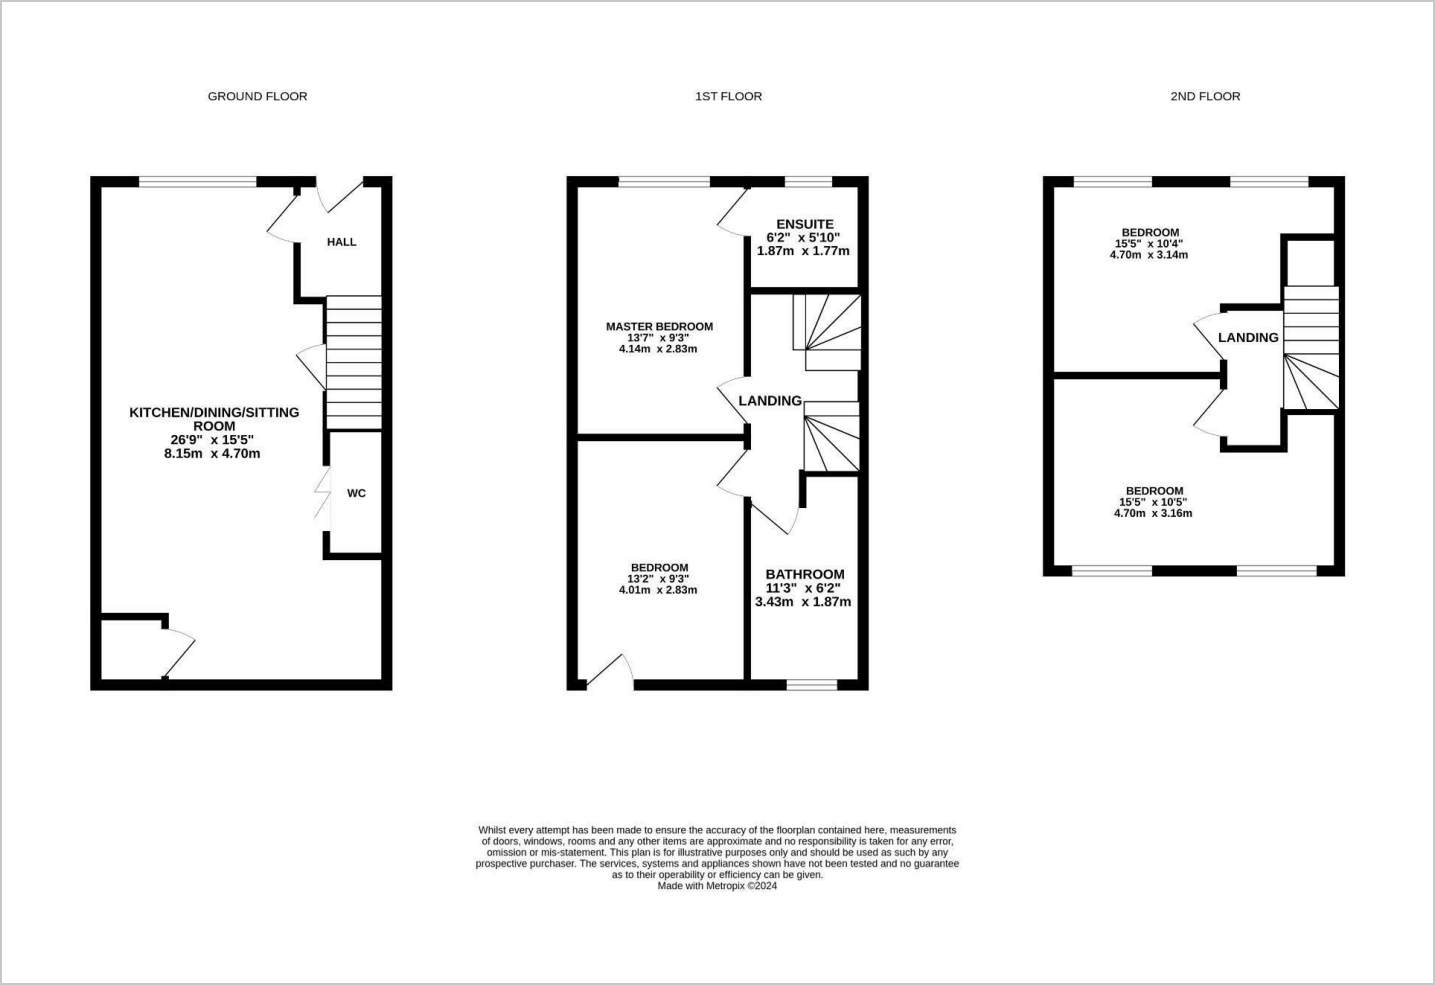 GROUND FLOOR
1ST FLOOR
2ND FLOOR
HALL
KITCHEN/DINING/SITTING
ROOM
26'9" x 15'5"
8.15m x 4.70m
WC
ENSUITE
6'2" x 5'10"
1.87m x 1.77m
MASTER BEDROOM
13'7" x 9'3"
4.14m x 2.83m
LANDING
BEDROOM
13'2" x 9'3"
4.01m x 2.83m
BATHROOM
11'3" x 6'2"
3.43m x 1.87m
BEDROOM
15'5" x 10'4"
4.70m x 3.14m
LANDING
BEDROOM
15'5" x 10'5"
4.70m x 3.16m
Whilst every attempt has been made to ensure the accuracy of the floorplan contained here, measurements
of doors, windows, rooms and any other items are approximate and no responsibility is taken for any error,
omission or mis-statement. This plan is for illustrative purposes only and should be used as such by any
prospective purchaser. The services, systems and appliances shown have not been tested and no guarantee
as to their operability or efficiency can be given.
Made with Metropix ©2024